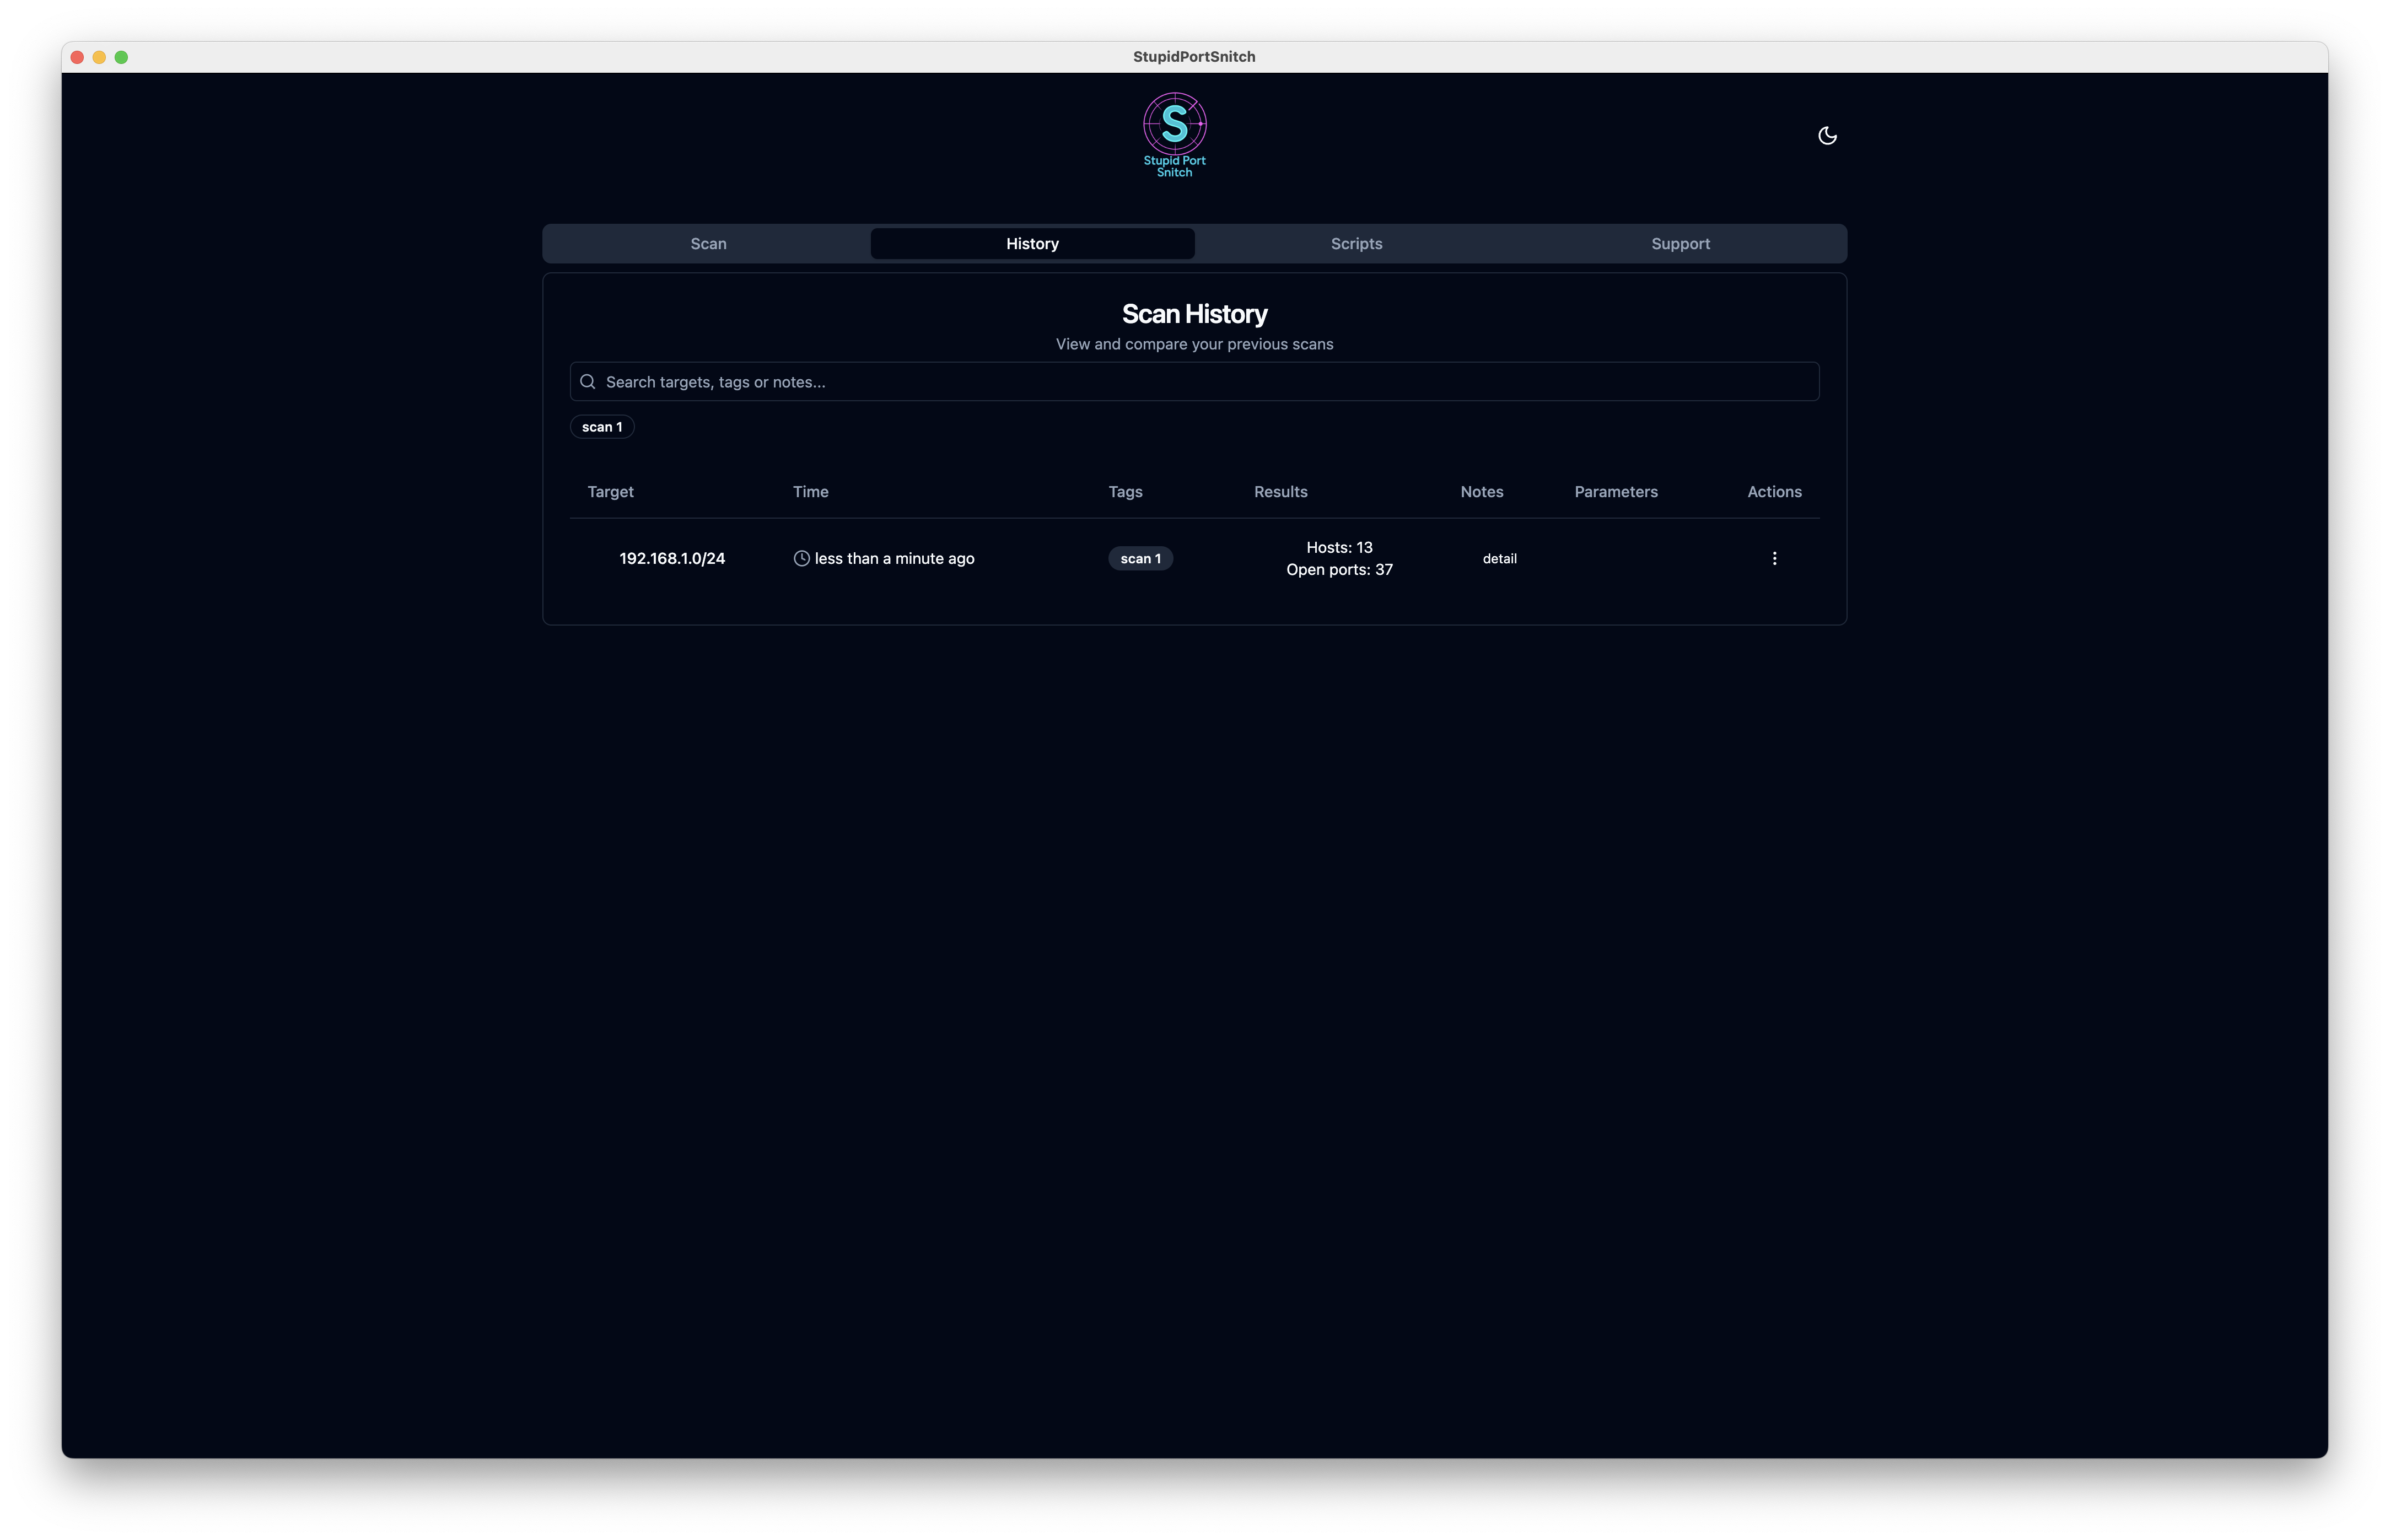 StupidPortSnitch
S
Stupid Port
Snitch
Scan History Scripts Support
Scan History
View and compare your previous scans
Search targets, tags or notes...
scan 1
Target Time Tags Results Notes Parameters Actions
192.168.1.0/24 less than a minute ago scan 1 Hosts: 13 detail
Open ports: 37